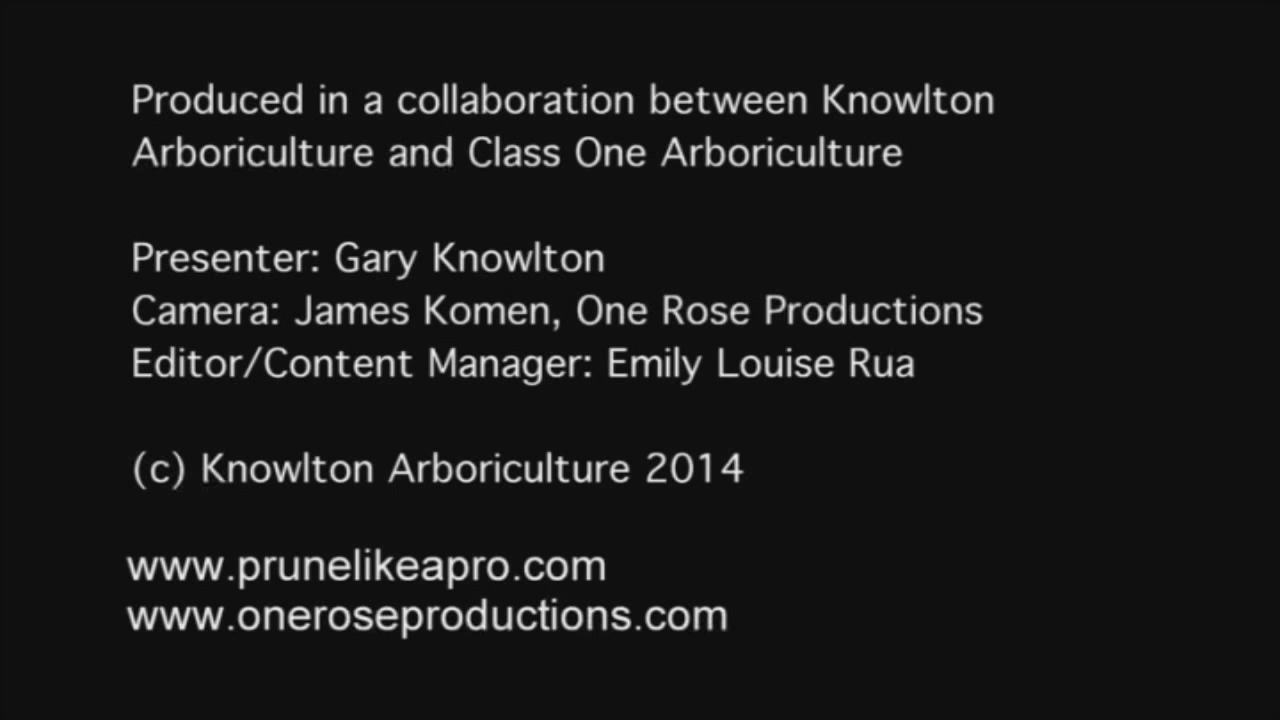 Produced in a collaboration between Knowlton
Arboriculture and Class One Arboriculture
Presenter: Gary Knowlton
Camera: James Komen, One Rose Productions
Editor/Content Manager: Emily Louise Rua
(c) Knowlton Arboriculture 2014
www.prunelikeapro.com
www.oneroseproductions.com